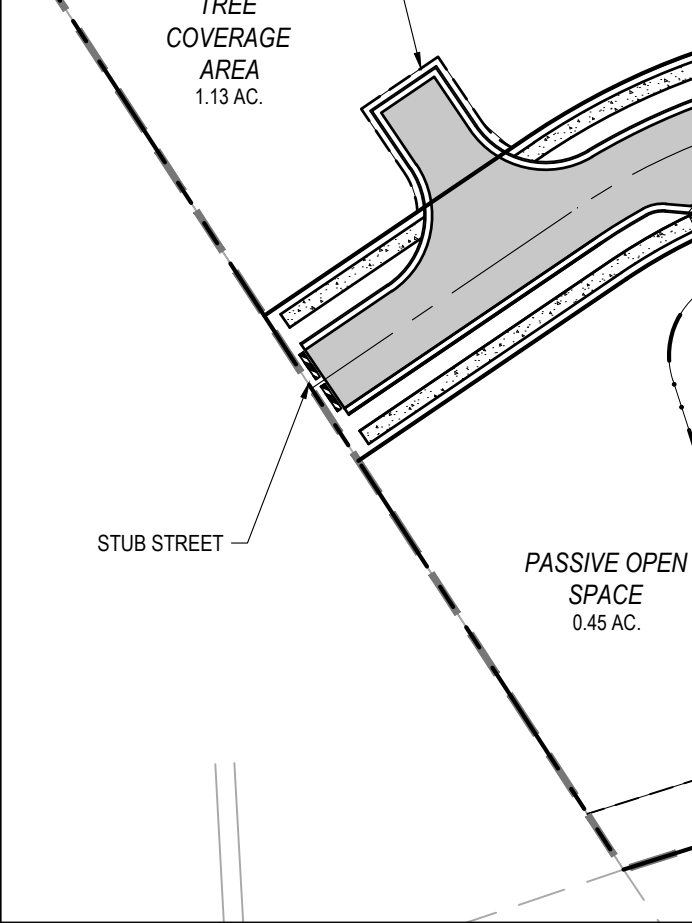 TREE
COVERAGE
AREA
1.13 AC.
STUB STREET
PASSIVE OPEN
SPACE
0.45 AC.